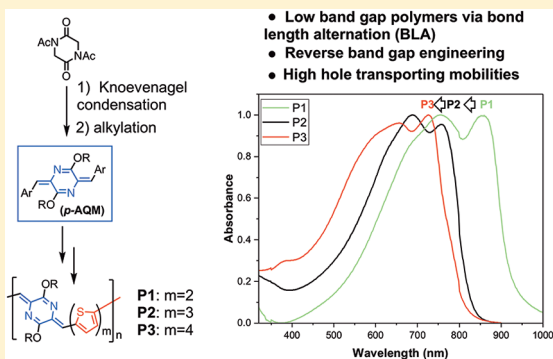 Ac
N
O
O
N
Ac
1) Knoevenagel
condensation
2) alkylation
OR
Ar
N
N
Ar
RO
(p-AQM)
OR
N
S
N
m
n
RO
P1: m=2
P2: m=3
P3: m=4
● Low band gap polymers via bond
length alternation (BLA)
● Reverse band gap engineering
● High hole transporting mobilities
P3 P2 P1
P1
P2
P3
Absorbance
1.0
0.8
0.6
0.4
0.2
0.0
400 500 600 700 800 900 1000
Wavelength (nm)